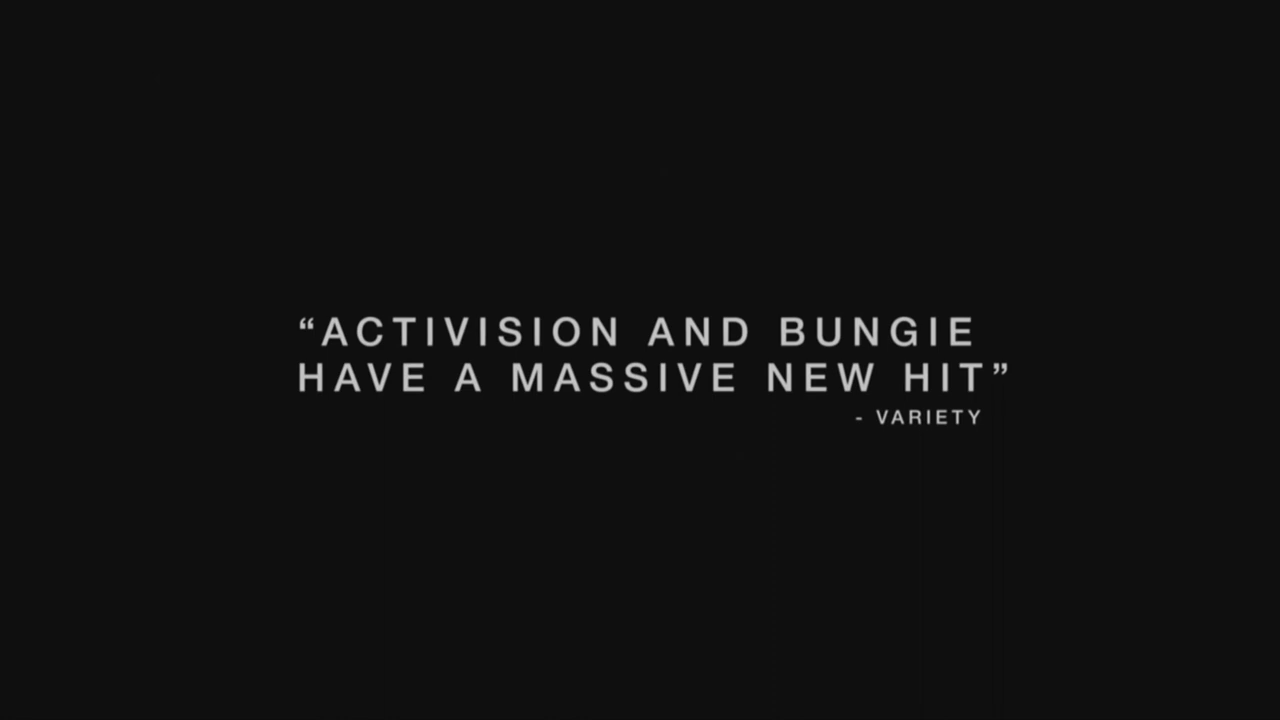 “ACTIVISION AND BUNGIE
HAVE A MASSIVE NEW HIT”
- VARIETY